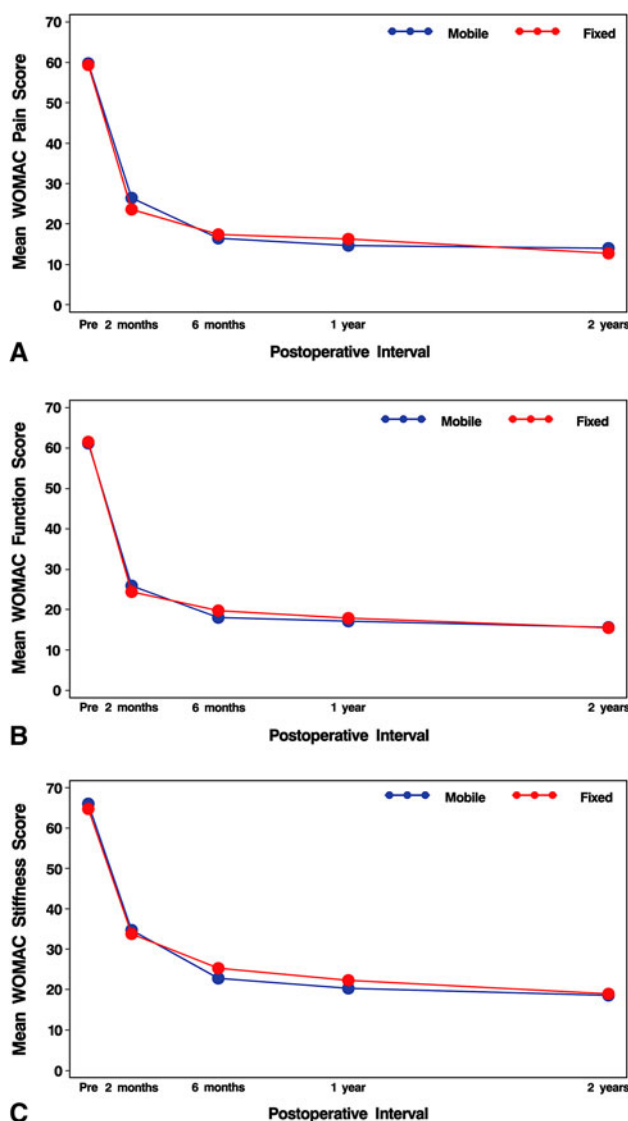 70
Mobile Fixed
60
50
40
30
20
10
0
Mean WOMAC Pain Score
Pre 2 months 6 months 1 year 2 years
A
Postoperative Interval
70
Mobile Fixed
60
50
40
30
20
10
0
Mean WOMAC Function Score
Pre 2 months 6 months 1 year 2 years
B
Postoperative Interval
70
Mobile Fixed
60
50
40
30
20
10
0
Mean WOMAC Stiffness Score
Pre 2 months 6 months 1 year 2 years
C
Postoperative Interval